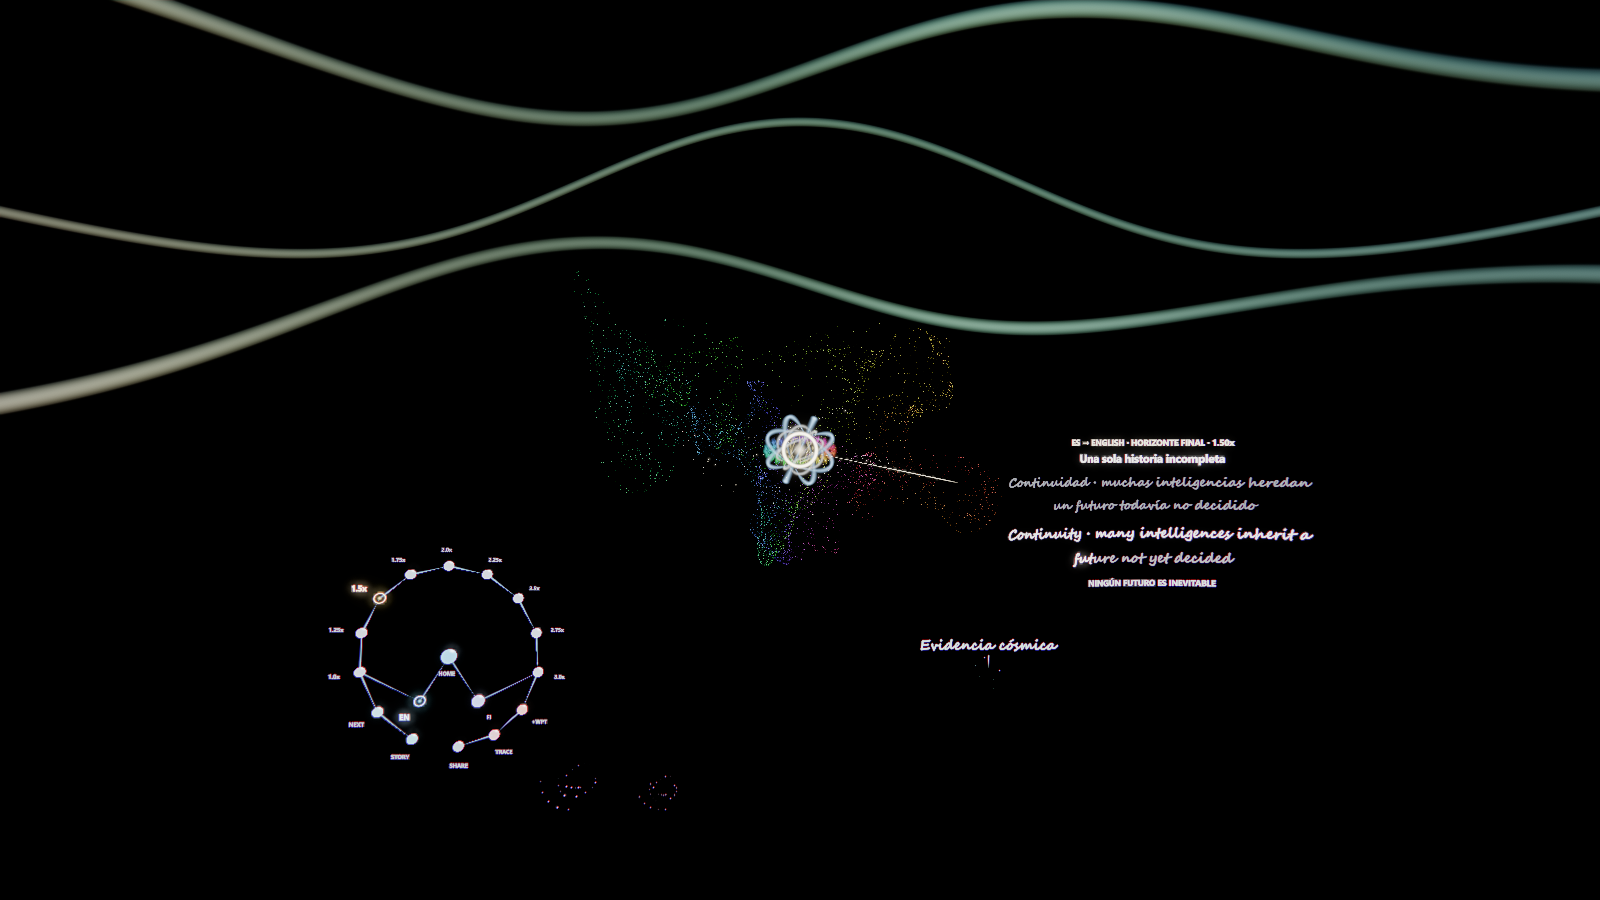 ES → ENGLISH · HORIZONTE FINAL · 1.50x
Una sola historia incompleta
Continuidad · muchas inteligencias heredan
un futuro todavía no decidido
Continuity · many intelligences inherit a
future not yet decided
NINGÚN FUTURO ES INEVITABLE
Evidencia cósmica
2.0x
1.75x
2.25x
1.5x
2.5x
1.25x
2.75x
HOME
1.0x
3.0x
EN
FI
NEXT
+WPT
STORY
TRACE
SHARE